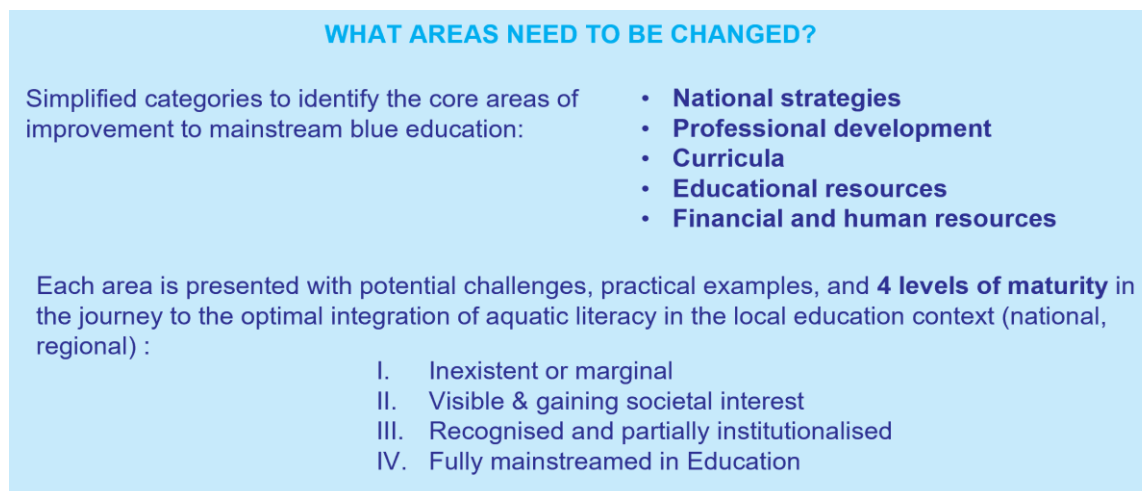 WHAT AREAS NEED TO BE CHANGED?
Simplified categories to identify the core areas of
improvement to mainstream blue education:
• National strategies
• Professional development
• Curricula
• Educational resources
• Financial and human resources
Each area is presented with potential challenges, practical examples, and 4 levels of maturity in
the journey to the optimal integration of aquatic literacy in the local education context (national,
regional) :
I. Inexistent or marginal
II. Visible & gaining societal interest
III. Recognised and partially institutionalised
IV. Fully mainstreamed in Education